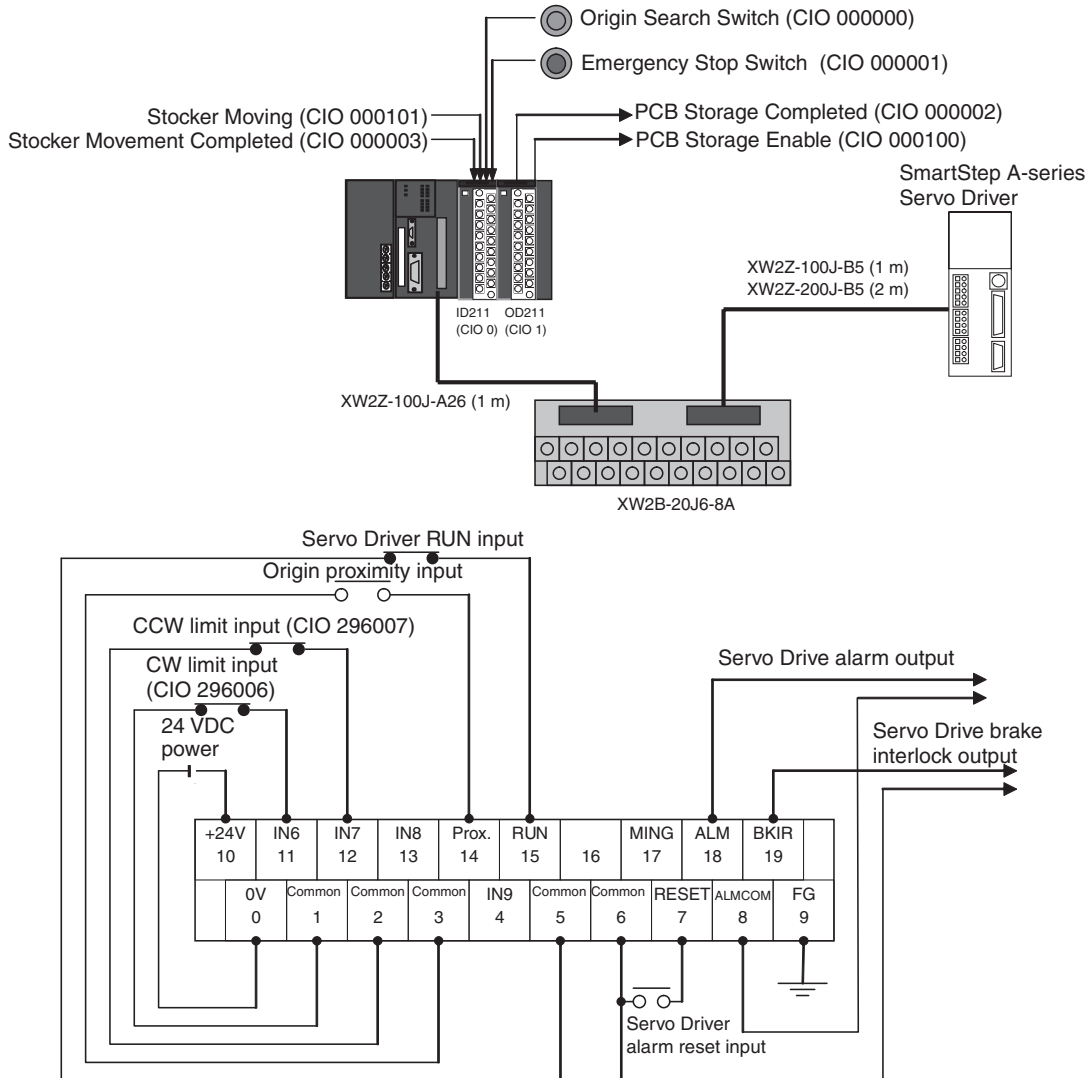 Origin Search Switch (CIO 000000)
Emergency Stop Switch (CIO 000001)
Stocker Moving (CIO 000101)
Stocker Movement Completed (CIO 000003)
PCB Storage Completed (CIO 000002)
PCB Storage Enable (CIO 000100)
SmartStep A-series
Servo Driver
XW2Z-100J-B5 (1 m)
XW2Z-200J-B5 (2 m)
ID211
(CIO 0)
OD211
(CIO 1)
XW2Z-100J-A26 (1 m)
XW2B-20J6-8A
Servo Driver RUN input
Origin proximity input
CCW limit input (CIO 296007)
CW limit input
(CIO 296006)
24 VDC
power
Servo Drive alarm output
Servo Drive brake
interlock output
+24V IN6 IN7 IN8 Prox. RUN MING ALM BKIR
10 11 12 13 14 15 16 17 18 19
0V Common Common Common IN9 Common Common RESET ALMCOM FG
0 1 2 3 4 5 6 7 8 9
Servo Driver
alarm reset input